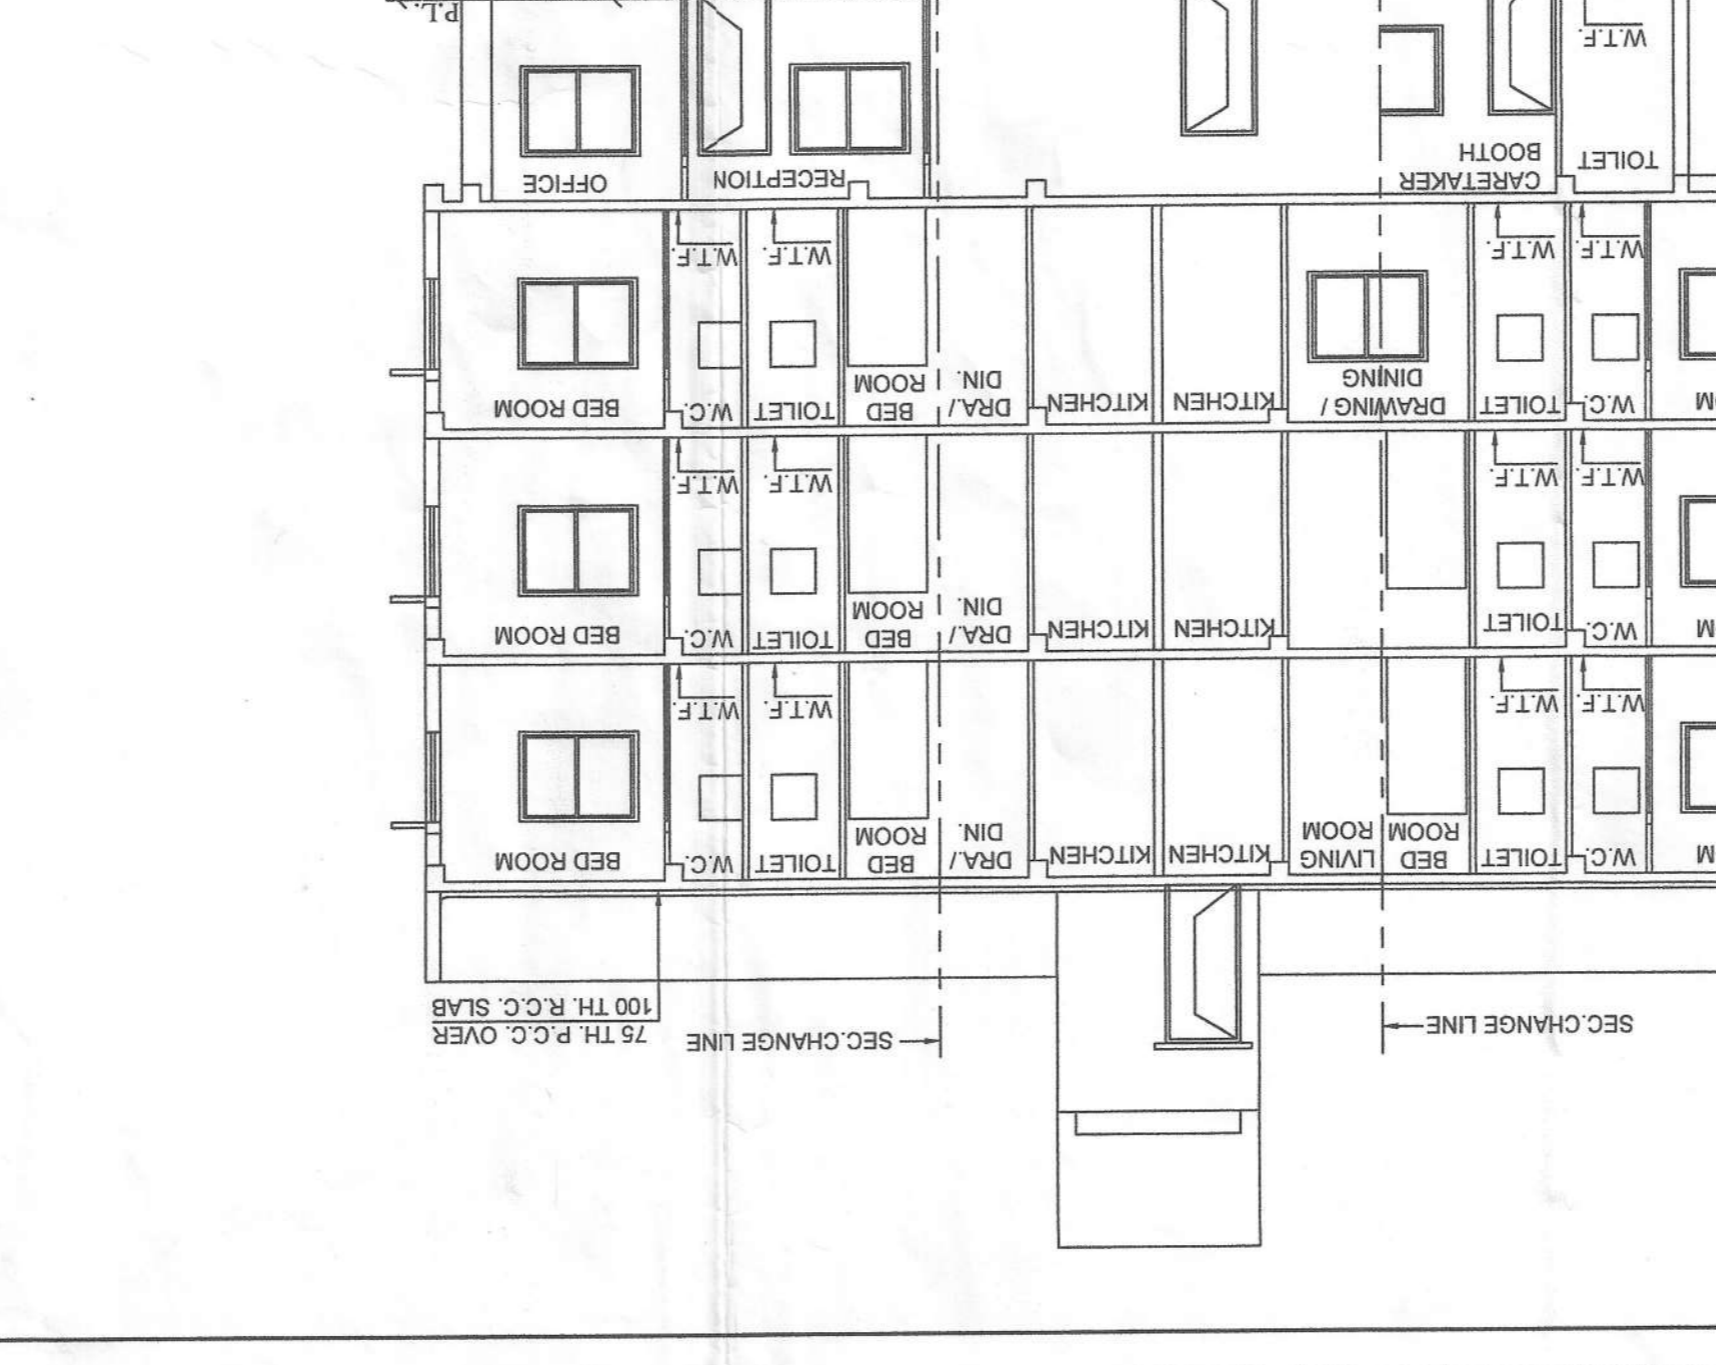 SEC.CHANGE LINE
SEC.CHANGE LINE
75 TH. P.C.C. OVER
100 TH. R.C.C. SLAB
M
W.C.
TOILET
BED
ROOM
LIVING
ROOM
KITCHEN
KITCHEN
DRA./
DIN.
BED
ROOM
TOILET
W.C.
BED ROOM
W.T.F.
W.T.F.
W.T.F.
W.T.F.
M
W.C.
TOILET
KITCHEN
KITCHEN
DRA./
DIN.
BED
ROOM
TOILET
W.C.
BED ROOM
W.T.F.
W.T.F.
W.T.F.
W.T.F.
M
W.C.
TOILET
DRAWING /
DINING
KITCHEN
KITCHEN
DRA./
DIN.
BED
ROOM
TOILET
W.C.
BED ROOM
W.T.F.
W.T.F.
W.T.F.
W.T.F.
TOILET
CARETAKER
BOOTH
RECEPTION
OFFICE
W.T.F.
P.L.